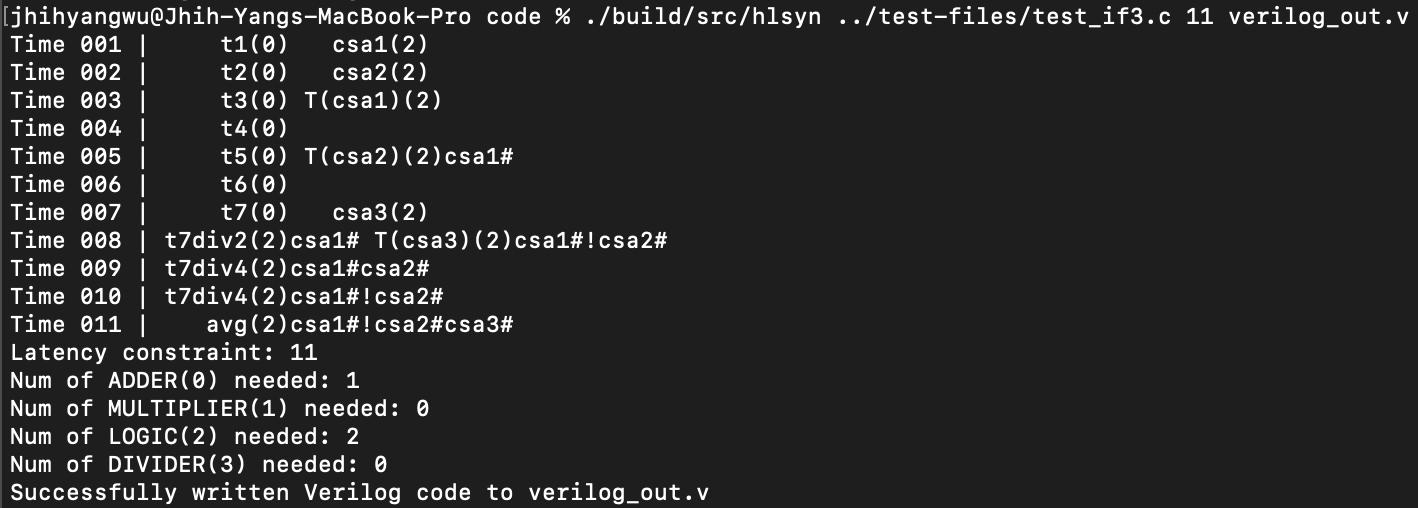 [jhihyangwu@Jhih-Yangs-MacBook-Pro code % ./build/src/hlsyn ../test-files/test_if3.c 11 verilog_out.v
Time 001 |     t1(0)   csa1(2)
Time 002 |     t2(0)   csa2(2)
Time 003 |     t3(0) T(csa1)(2)
Time 004 |     t4(0)
Time 005 |     t5(0) T(csa2)(2)csa1#
Time 006 |     t6(0)
Time 007 |     t7(0)   csa3(2)
Time 008 | t7div2(2)csa1# T(csa3)(2)csa1#!csa2#
Time 009 | t7div4(2)csa1#csa2#
Time 010 | t7div4(2)csa1#!csa2#
Time 011 |    avg(2)csa1#!csa2#csa3#
Latency constraint: 11
Num of ADDER(0) needed: 1
Num of MULTIPLIER(1) needed: 0
Num of LOGIC(2) needed: 2
Num of DIVIDER(3) needed: 0
Successfully written Verilog code to verilog_out.v